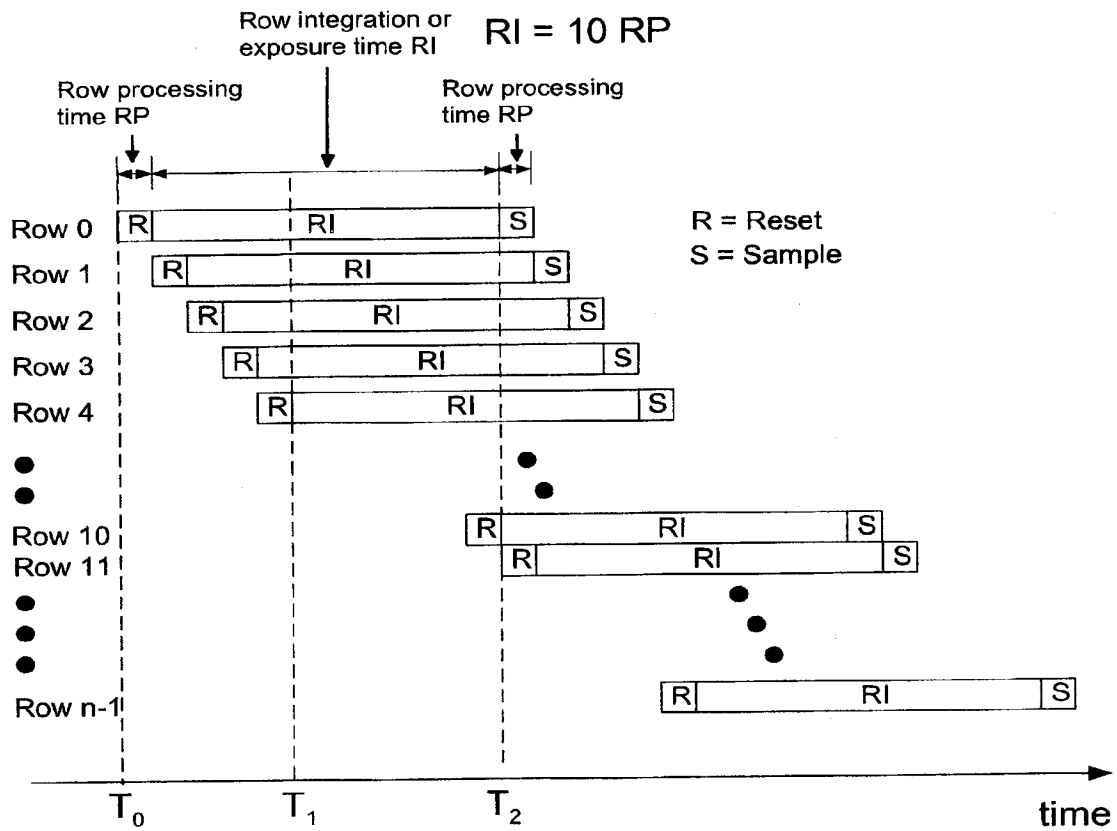 Row integration or
exposure time RI
RI = 10 RP
Row processing
time RP
Row processing
time RP
Row 0 R RI S
R = Reset
S = Sample
Row 1 R RI S
Row 2 R RI S
Row 3 R RI S
Row 4 R RI S
Row 10 R RI S
Row 11 R RI S
Row n-1 R RI S
T0 T1 T2 time